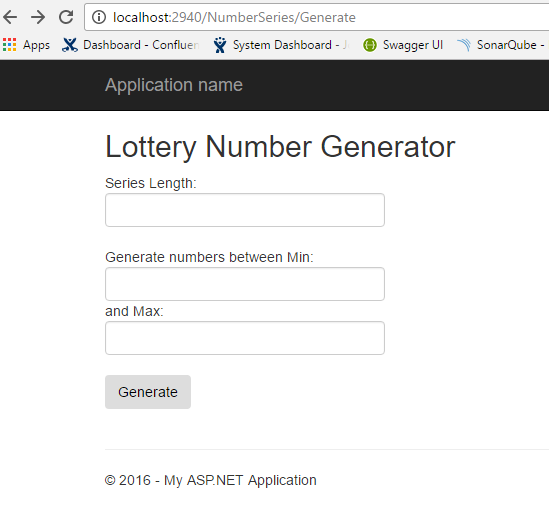 localhost:2940/NumberSeries/Generate
Apps Dashboard - Confluen System Dashboard - J Swagger UI SonarQube -
Application name
Lottery Number Generator
Series Length:
Generate numbers between Min:
and Max:
Generate
© 2016 - My ASP.NET Application